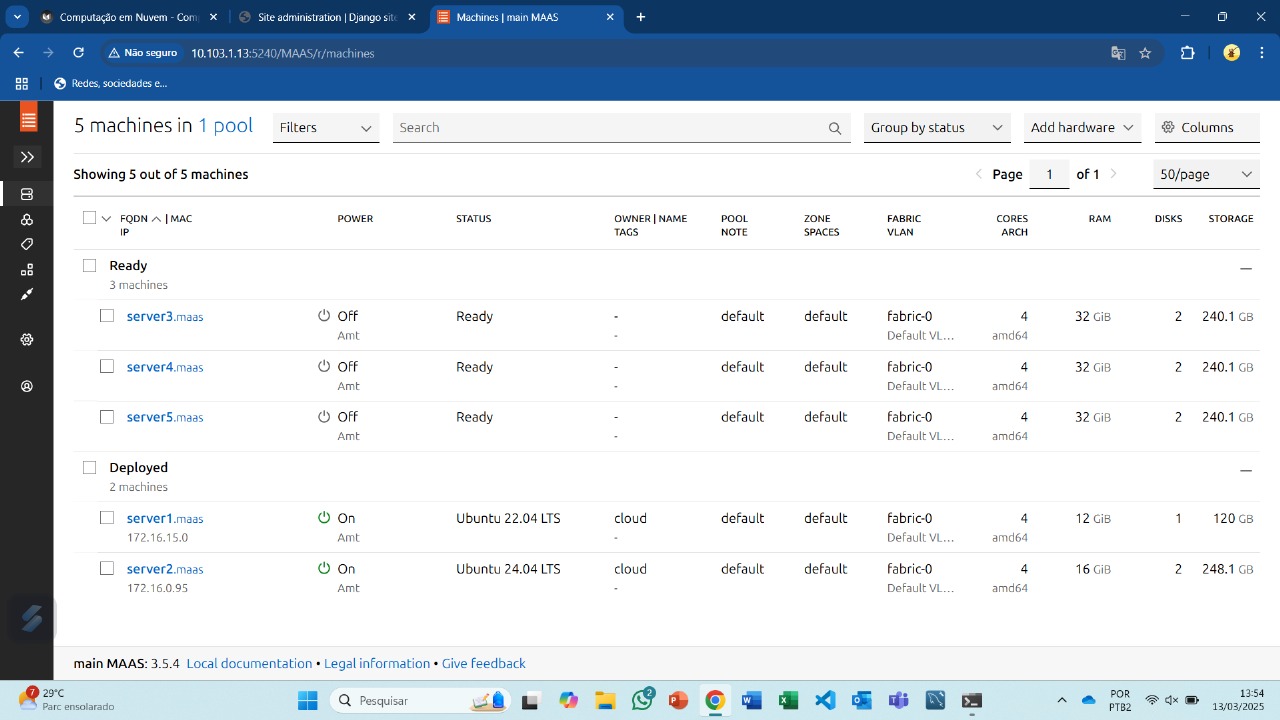 Computação em Nuvem - Com
Site administration | Django site
Machines | main MAAS
Não seguro
10.103.1.13:5240/MAAS/r/machines
Redes, sociedades e...
5 machines in 1 pool
Filters
Search
Group by status
Add hardware
Columns
Showing 5 out of 5 machines
Page 1 of 1
50/page
FQDN | MAC POWER STATUS OWNER | NAME POOL ZONE FABRIC CORES RAM DISKS STORAGE
IP TAGS NOTE SPACES VLAN ARCH
Ready
3 machines
server3.maas Off Ready - default default fabric-0 4 32 GiB 2 240.1 GB
Amt - Default VL... amd64
server4.maas Off Ready - default default fabric-0 4 32 GiB 2 240.1 GB
Amt - Default VL... amd64
server5.maas Off Ready - default default fabric-0 4 32 GiB 2 240.1 GB
Amt - Default VL... amd64
Deployed
2 machines
server1.maas On Ubuntu 22.04 LTS cloud default default fabric-0 4 12 GiB 1 120 GB
172.16.15.0 Amt - Default VL... amd64
server2.maas On Ubuntu 24.04 LTS cloud default default fabric-0 4 16 GiB 2 248.1 GB
172.16.0.95 Amt - Default VL... amd64
main MAAS: 3.5.4 Local documentation • Legal information • Give feedback
7
29°C
Parc ensolarado
Pesquisar
2
POR
PTB2
13:54
13/03/2025